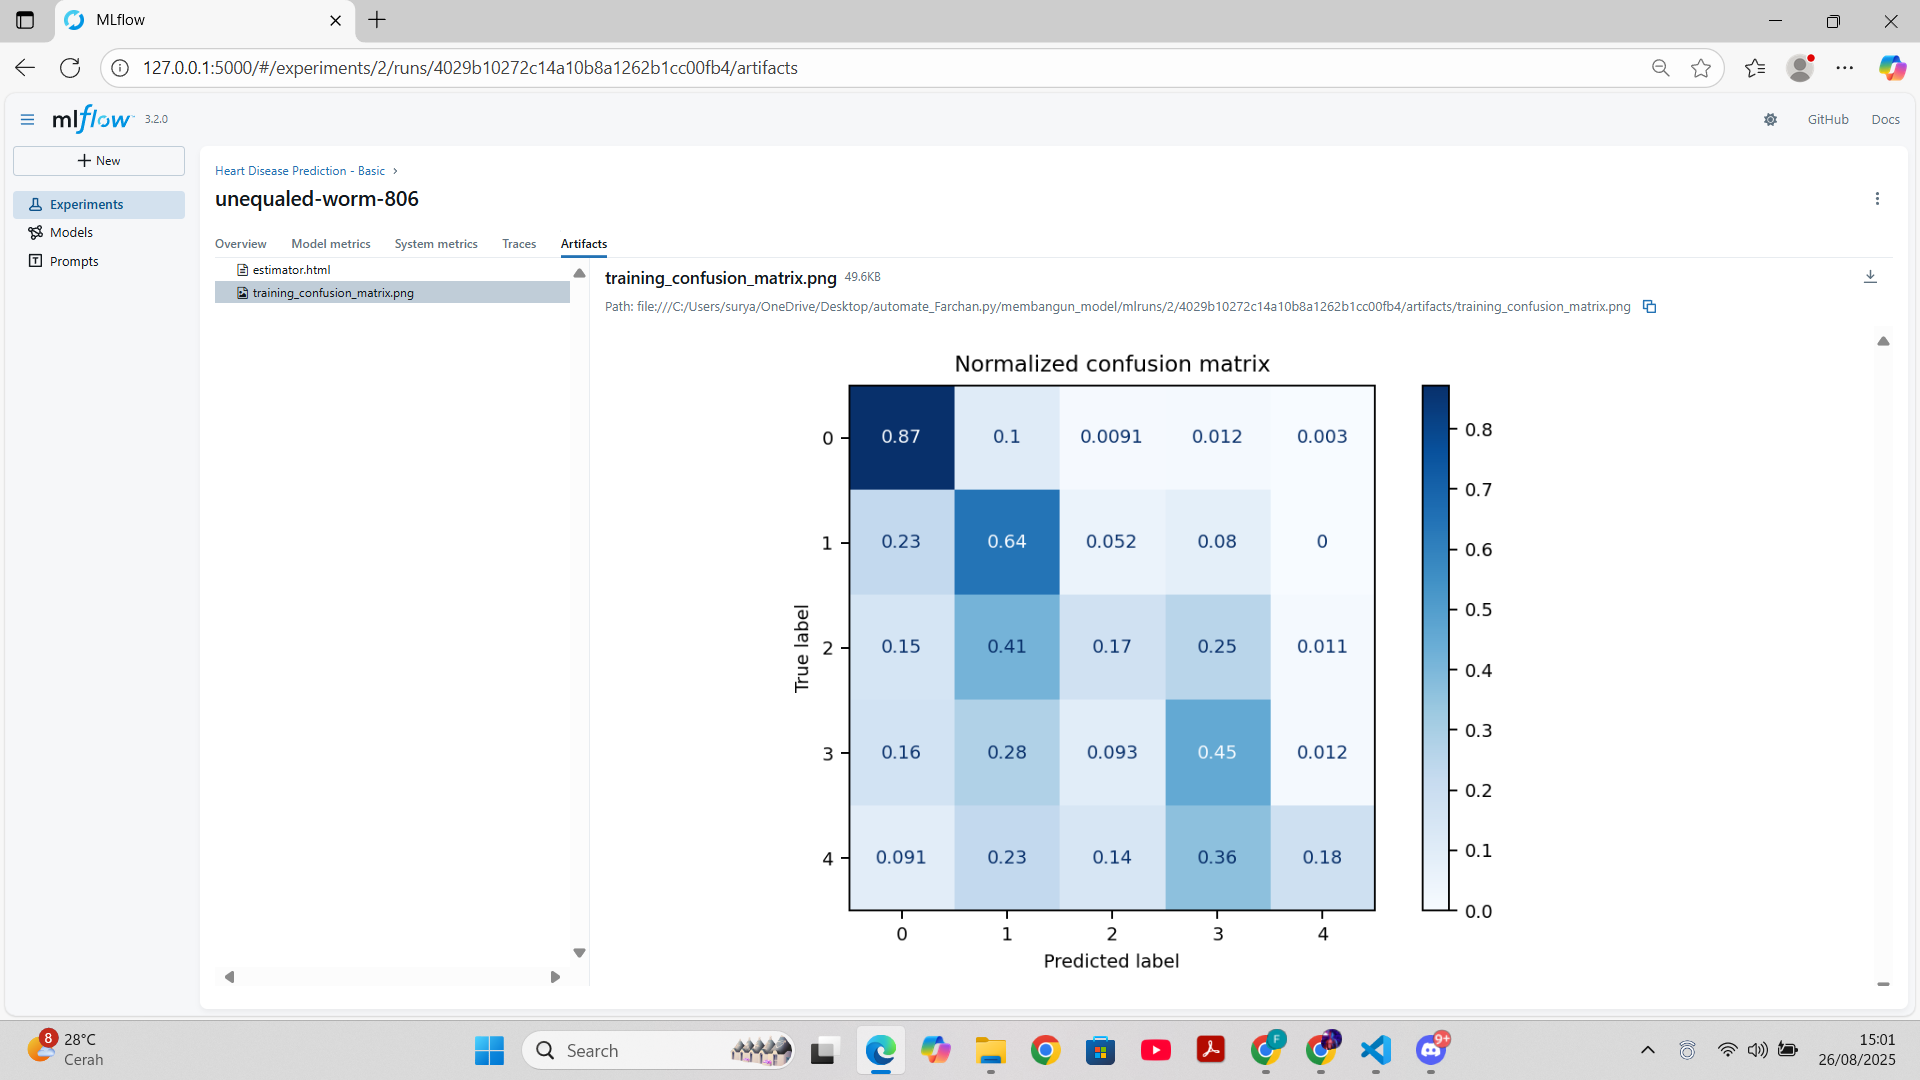 MLflow
127.0.0.1:5000/#/experiments/2/runs/4029b10272c14a10b8a1262b1cc00fb4/artifacts
mlflow 3.2.0
GitHub Docs
New
Experiments
Models
Prompts
Heart Disease Prediction - Basic
unequaled-worm-806
Overview Model metrics System metrics Traces Artifacts
estimator.html
training_confusion_matrix.png
training_confusion_matrix.png 49.6KB
Path: file:///C:/Users/surya/OneDrive/Desktop/automate_Farchan.py/membangun_model/mlruns/2/4029b10272c14a10b8a1262b1cc00fb4/artifacts/training_confusion_matrix.png
Normalized confusion matrix
True label
0 0.87 0.1 0.0091 0.012 0.003
1 0.23 0.64 0.052 0.08 0
2 0.15 0.41 0.17 0.25 0.011
3 0.16 0.28 0.093 0.45 0.012
4 0.091 0.23 0.14 0.36 0.18
0 1 2 3 4
Predicted label
0.8
0.7
0.6
0.5
0.4
0.3
0.2
0.1
0.0
8
28°C
Cerah
Search
F
9+
15:01
26/08/2025